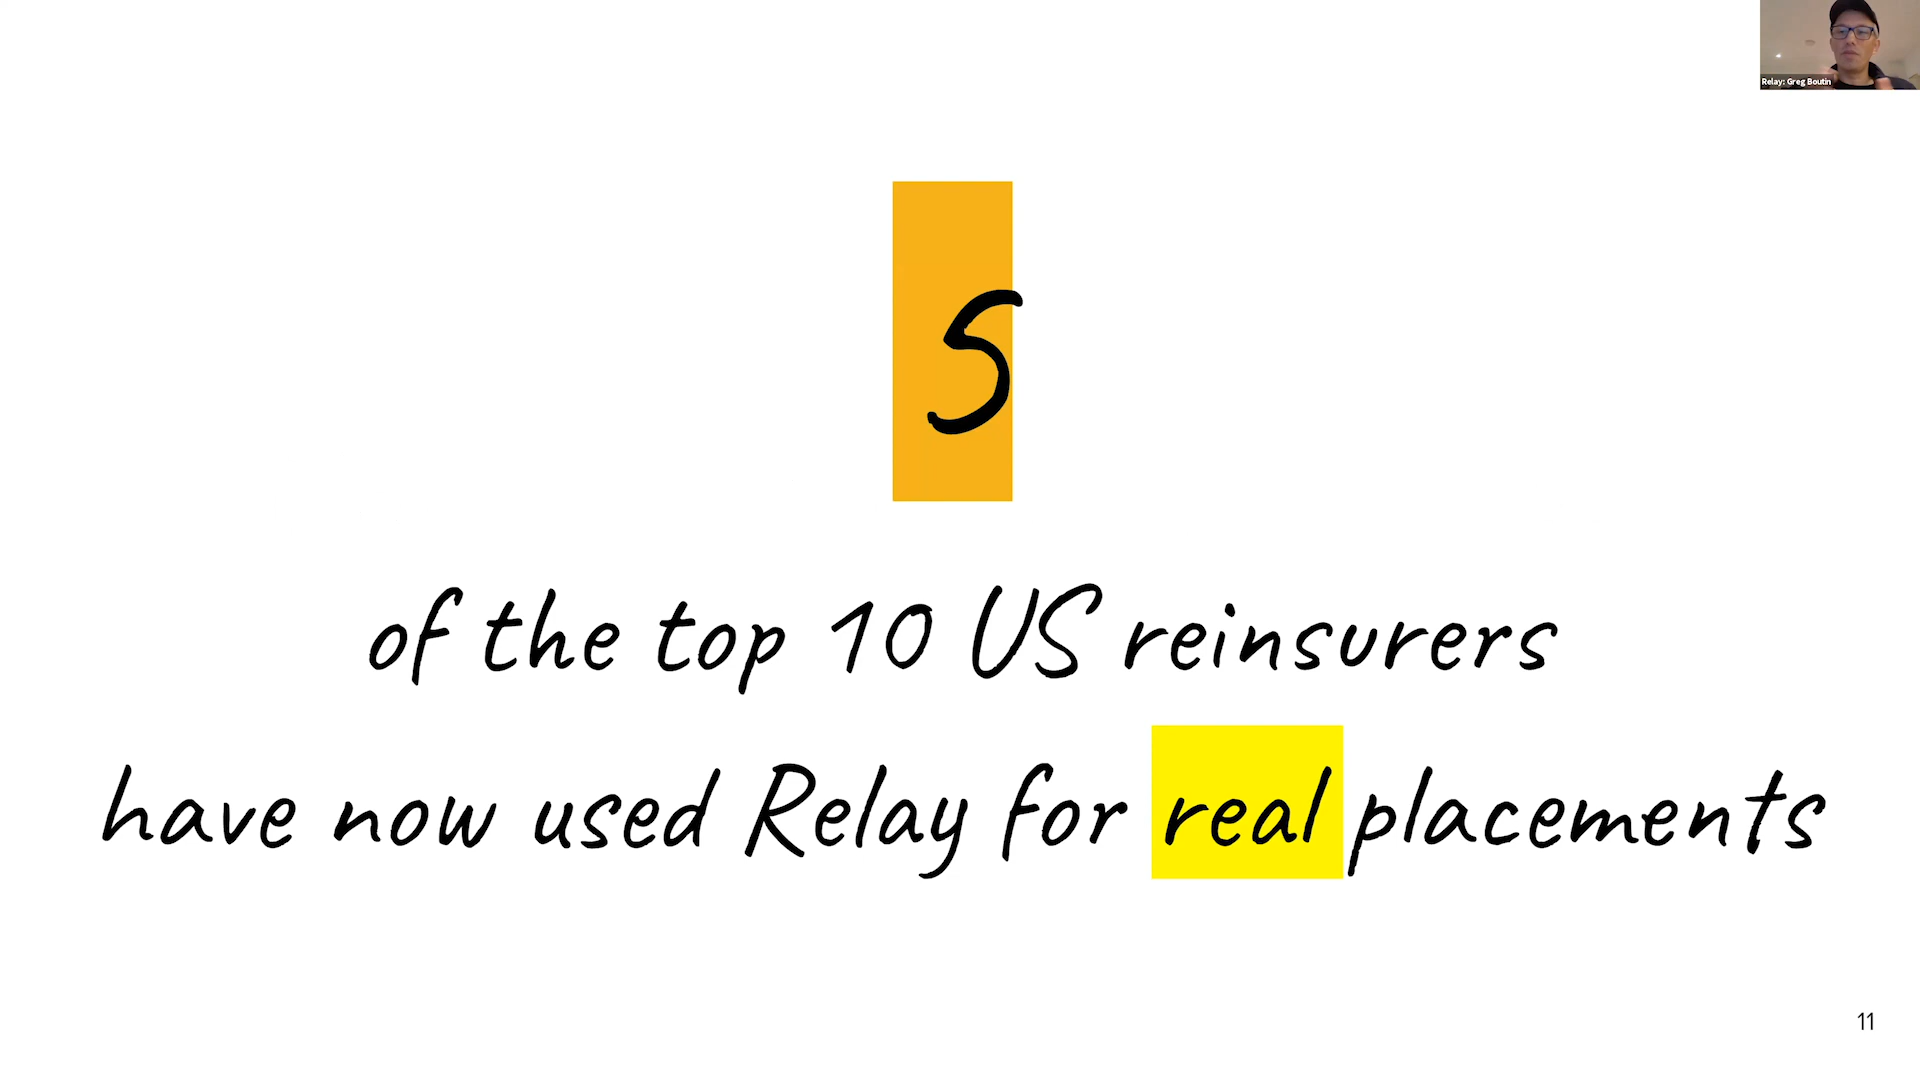 Relay: Greg Boutin
5
of the top 10 US reinsurers
have now used Relay for real placements
11